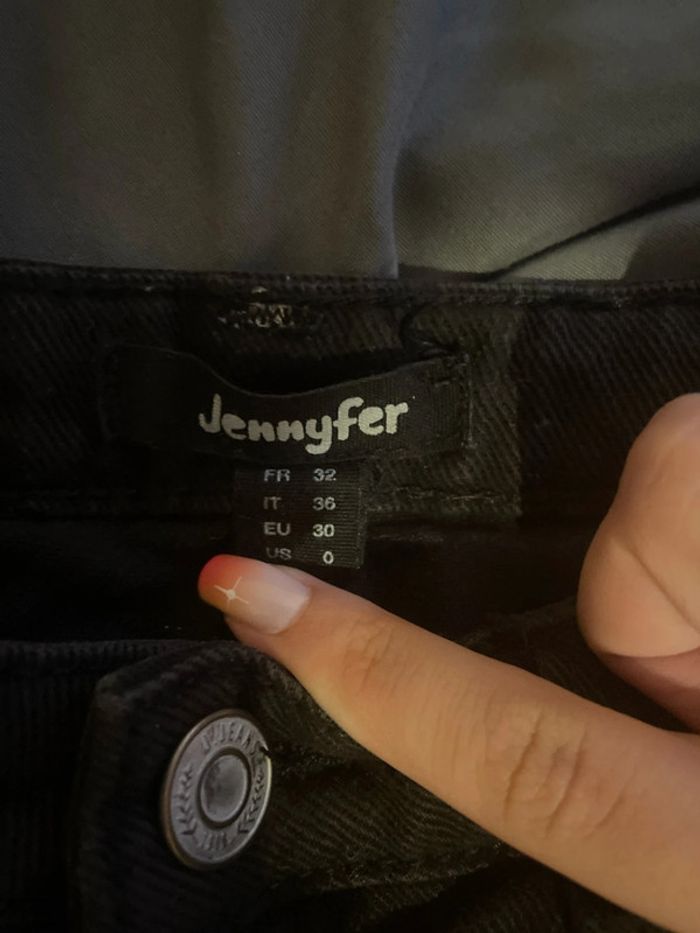 Jennyfer
FR 32
IT 36
EU 30
US 0